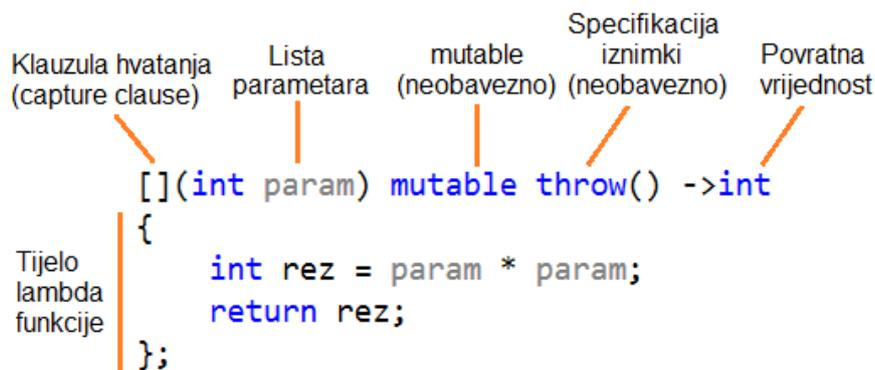 Klauzula hvatanja
(capture clause)
Lista
parametara
mutable
(neobavezno)
Specifikacija
iznimki
(neobavezno)
Povratna
vrijednost
[](int param) mutable throw() ->int
{
int rez = param * param;
return rez;
};
Tijelo
lambda
funkcije